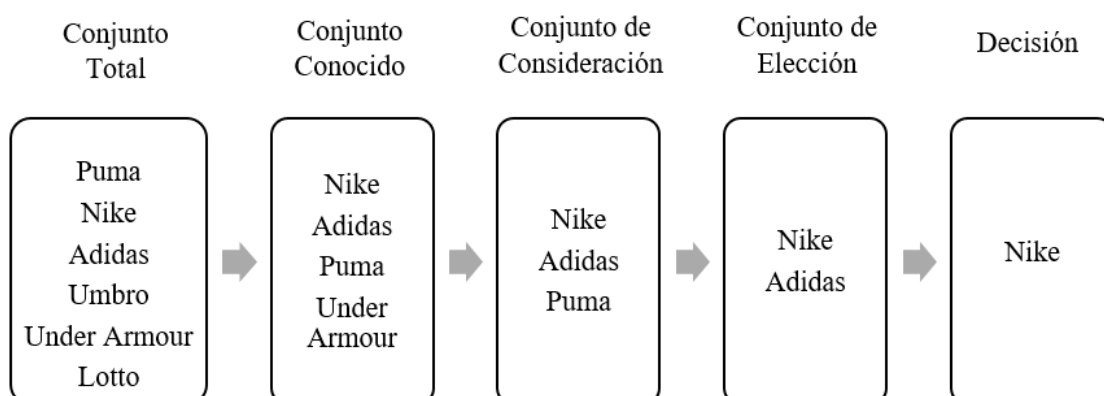 Conjunto
Total
Conjunto
Conocido
Conjunto de
Consideración
Conjunto de
Elección
Decisión
Puma
Nike
Adidas
Umbro
Under Armour
Lotto
Nike
Adidas
Puma
Under
Armour
Nike
Adidas
Puma
Nike
Adidas
Nike